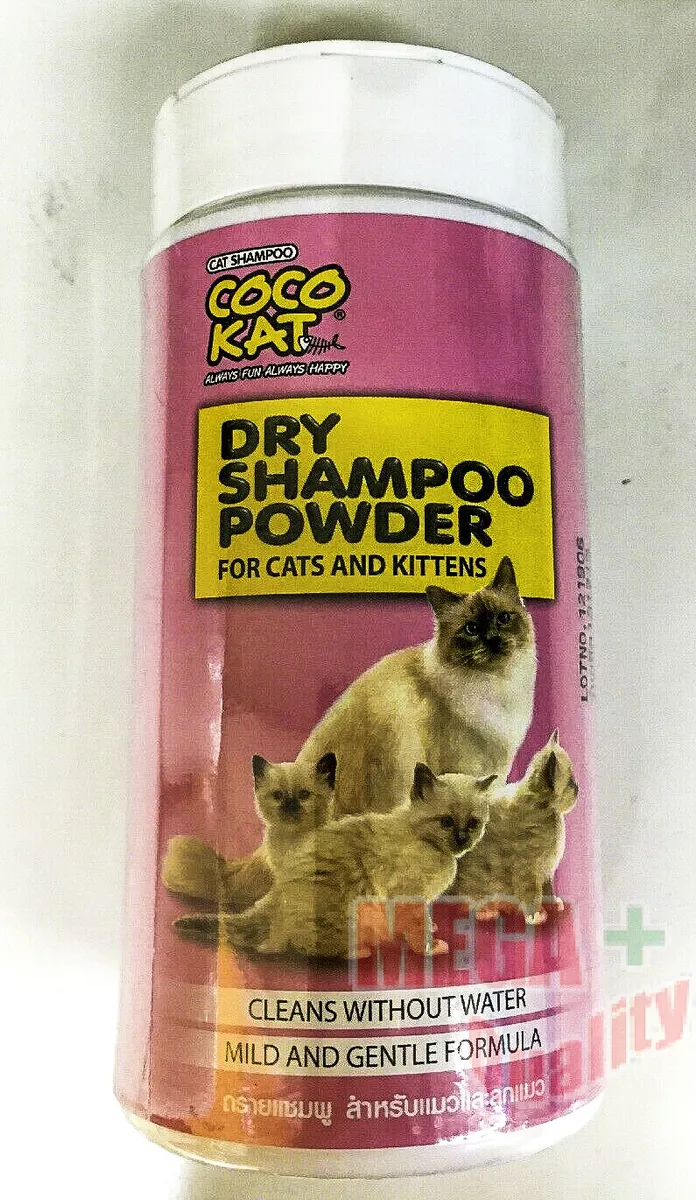 CAT SHAMPOO
COCO
KAT®
ALWAYS FUN ALWAYS HAPPY
DRY
SHAMPOO
POWDER
FOR CATS AND KITTENS
LOTNO. 121906
CLEANS WITHOUT WATER
MILD AND GENTLE FORMULA
ดรายแชมพู สำหรับแมวและลูกแมว
MEGA +
Quality